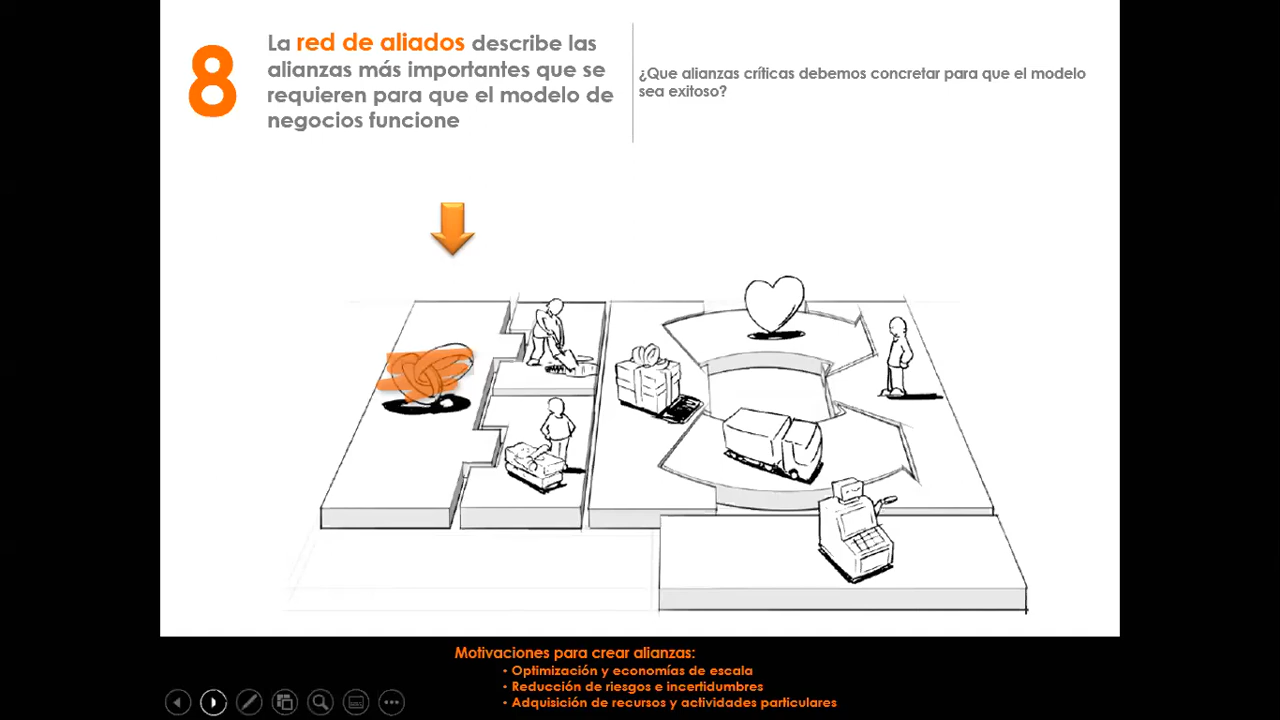 8
La red de aliados describe las
alianzas más importantes que se
requieren para que el modelo de
negocios funcione
¿Que alianzas críticas debemos concretar para que el modelo
sea exitoso?
Motivaciones para crear alianzas:
• Optimización y economías de escala
• Reducción de riesgos e incertidumbres
• Adquisición de recursos y actividades particulares